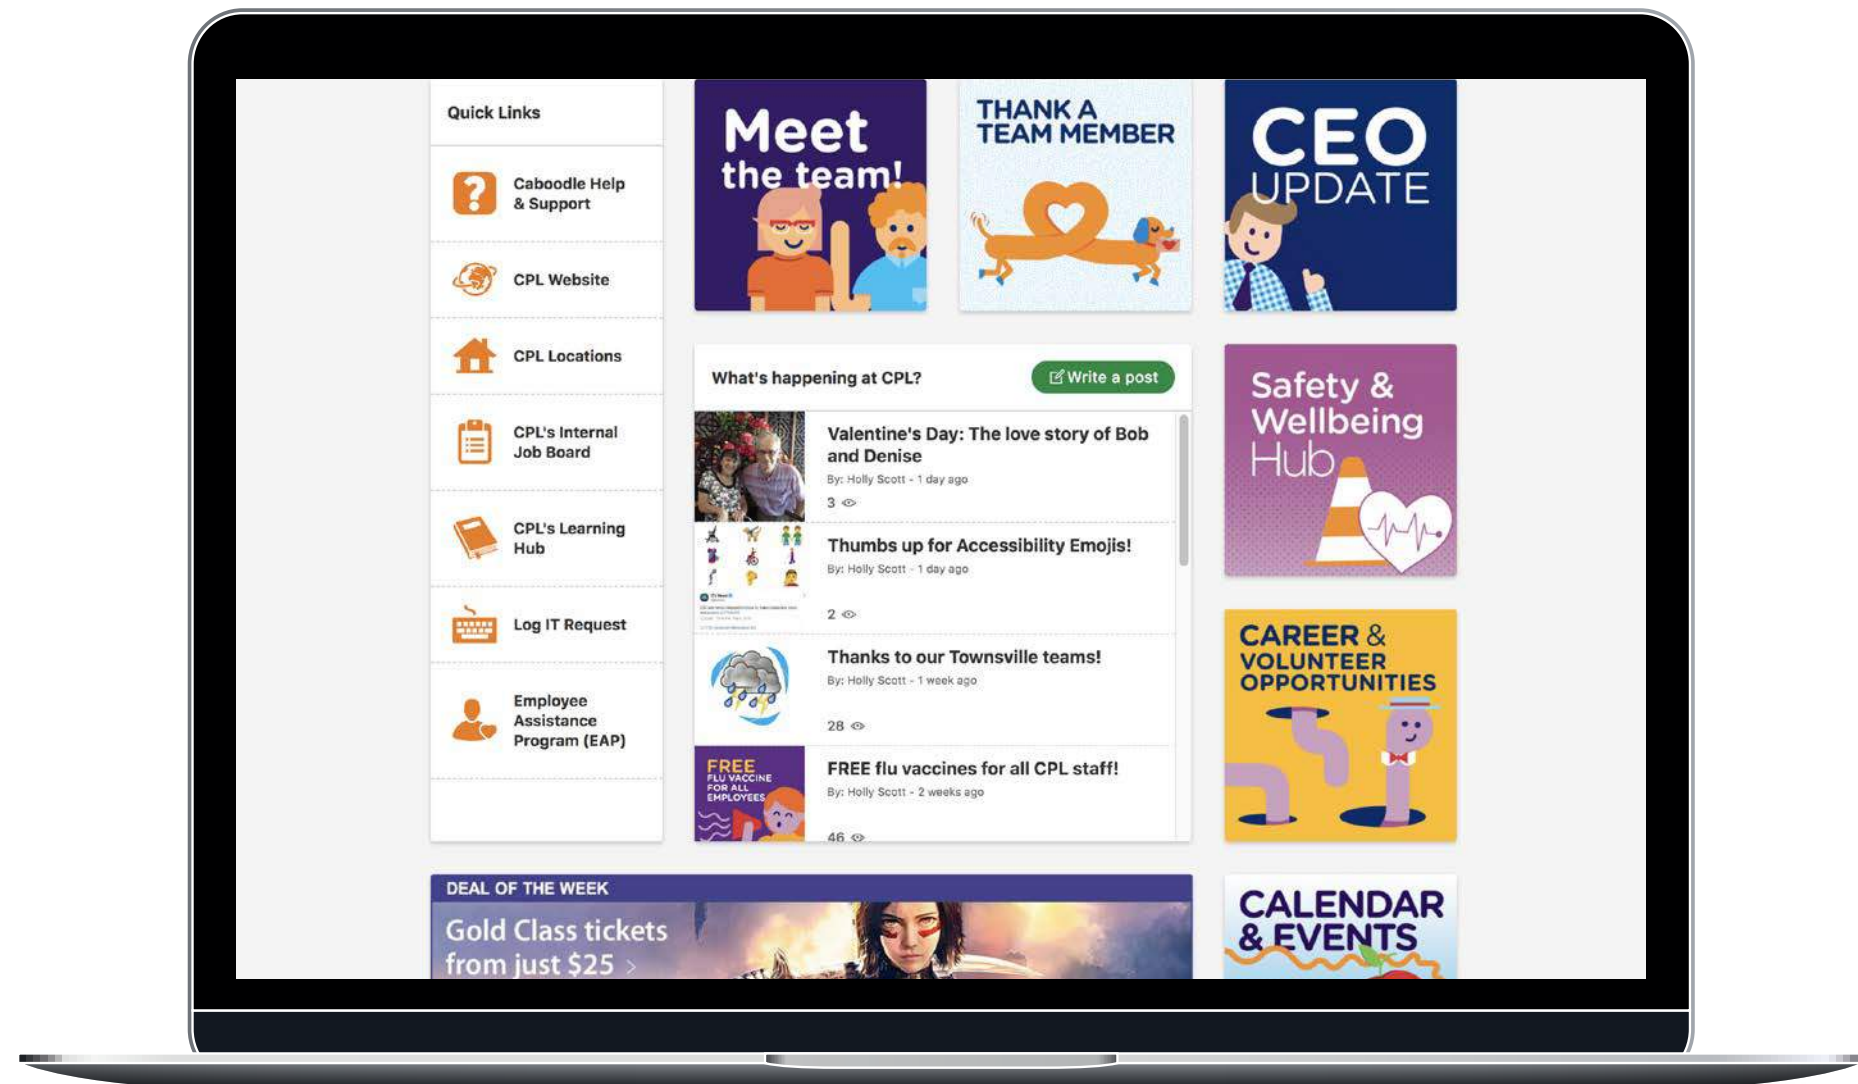 Quick Links
Caboodle Help
& Support
CPL Website
CPL Locations
CPL's Internal
Job Board
CPL's Learning
Hub
Log IT Request
Employee
Assistance
Program (EAP)
Meet
the team!
THANK A
TEAM MEMBER
CEO
UPDATE
What's happening at CPL?
Write a post
Valentine's Day: The love story of Bob
and Denise
By: Holly Scott - 1 day ago
3
Thumbs up for Accessibility Emojis!
By: Holly Scott - 1 day ago
2
Thanks to our Townsville teams!
By: Holly Scott - 1 week ago
28
FREE
FLU VACCINE
FOR ALL
EMPLOYEES
FREE flu vaccines for all CPL staff!
By: Holly Scott - 2 weeks ago
46
Safety &
Wellbeing
Hub
CAREER &
VOLUNTEER
OPPORTUNITIES
DEAL OF THE WEEK
Gold Class tickets
from just $25 >
CALENDAR
& EVENTS